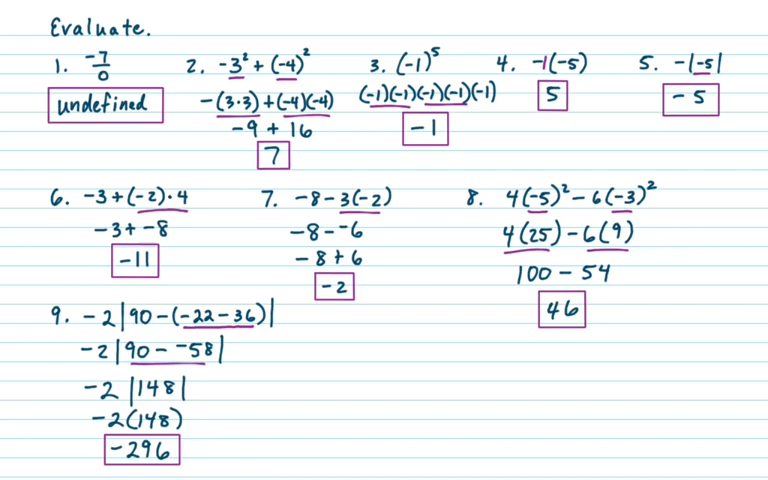 Evaluate.
1. -7/0 2. -3² + (-4)² 3. (-1)⁵ 4. -1(-5) 5. -|-5|
undefined -(3·3) + (-4)(-4) (-1)(-1)(-1)(-1)(-1) 5 -5
-9 + 16 -1
7
6. -3 + (-2)·4 7. -8 - 3(-2) 8. 4(-5)² - 6(-3)²
-3 + -8 -8 - -6 4(25) - 6(9)
-11 -8 + 6 100 - 54
-2 46
9. -2|90 - (-22 - 36)|
-2|90 - -58|
-2|148|
-2(148)
-296